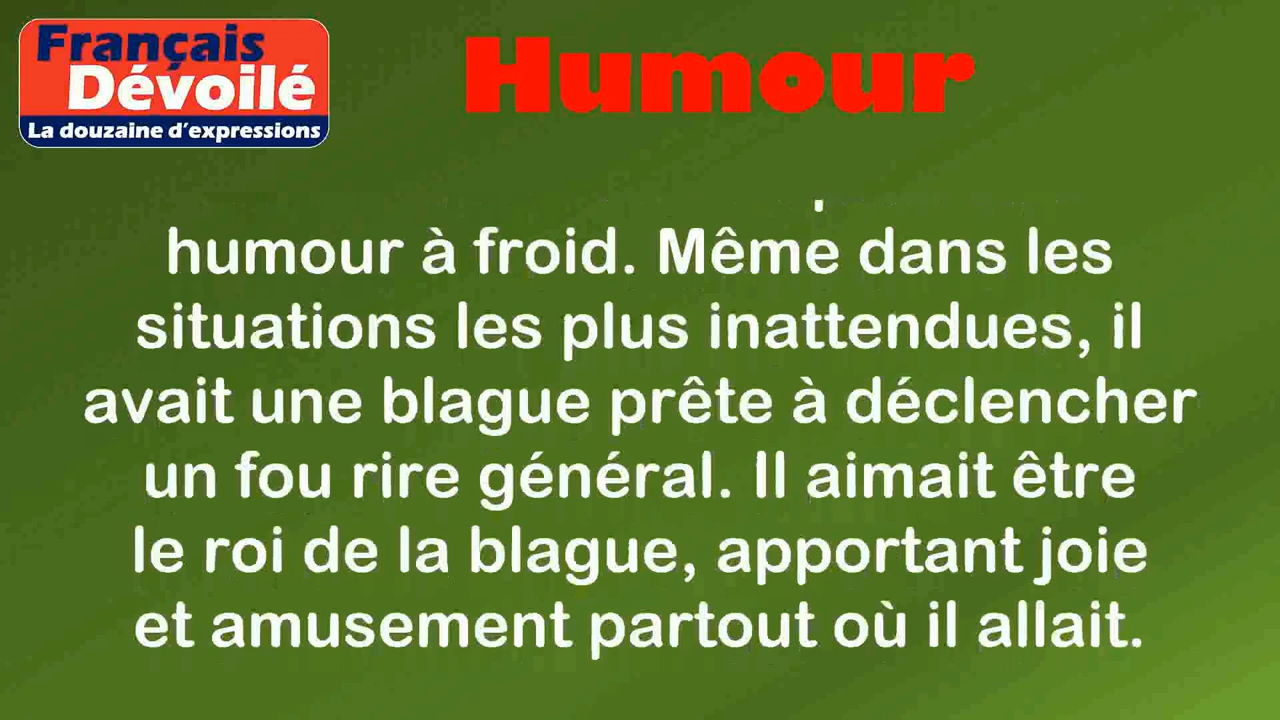 Français
Dévoilé
La douzaine d'expressions
Humour
humour à froid. Même dans les
situations les plus inattendues, il
avait une blague prête à déclencher
un fou rire général. Il aimait être
le roi de la blague, apportant joie
et amusement partout où il allait.